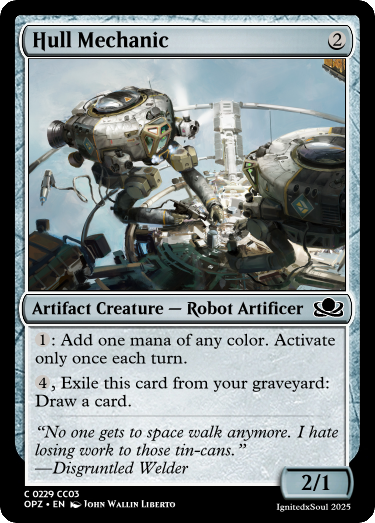 Hull Mechanic 2
Artifact Creature — Robot Artificer
1: Add one mana of any color. Activate
only once each turn.
4, Exile this card from your graveyard:
Draw a card.
“No one gets to space walk anymore. I hate
losing work to those tin-cans.”
—Disgruntled Welder
2/1
C 0229 CC03
OPZ • EN John Wallin Liberto
IgnitedxSoul 2025